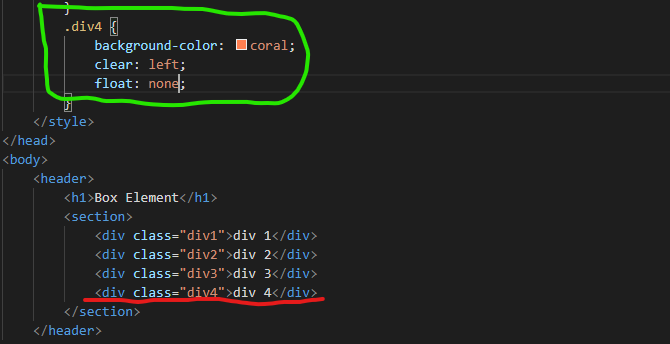 }
.div4 {
background-color: coral;
clear: left;
float: none;
}
</style>
</head>
<body>
<header>
<h1>Box Element</h1>
<section>
<div class="div1">div 1</div>
<div class="div2">div 2</div>
<div class="div3">div 3</div>
<div class="div4">div 4</div>
</section>
</header>